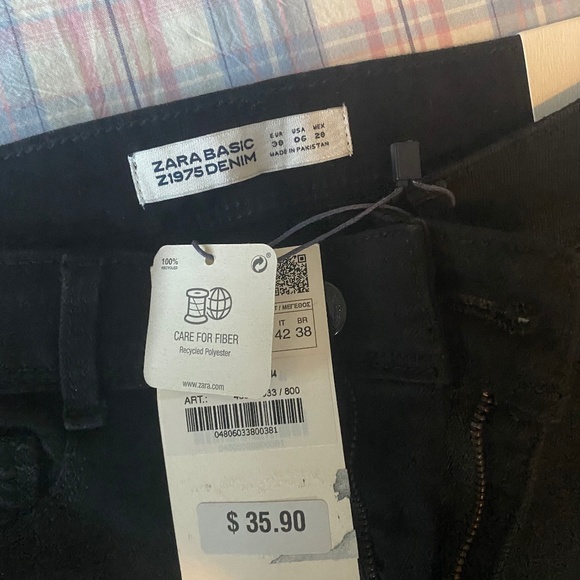 ZARA BASIC
Z1975 DENIM
EUR USA MEX
38 06 28
MADE IN PAKISTAN
100%
RECYCLED
CARE FOR FIBER
Recycled Polyester
www.zara.com
/ ΜΕΓΕΘΟΣ
IT BR
42 38
ART.: 33 / 800
04806033800381
$ 35.90